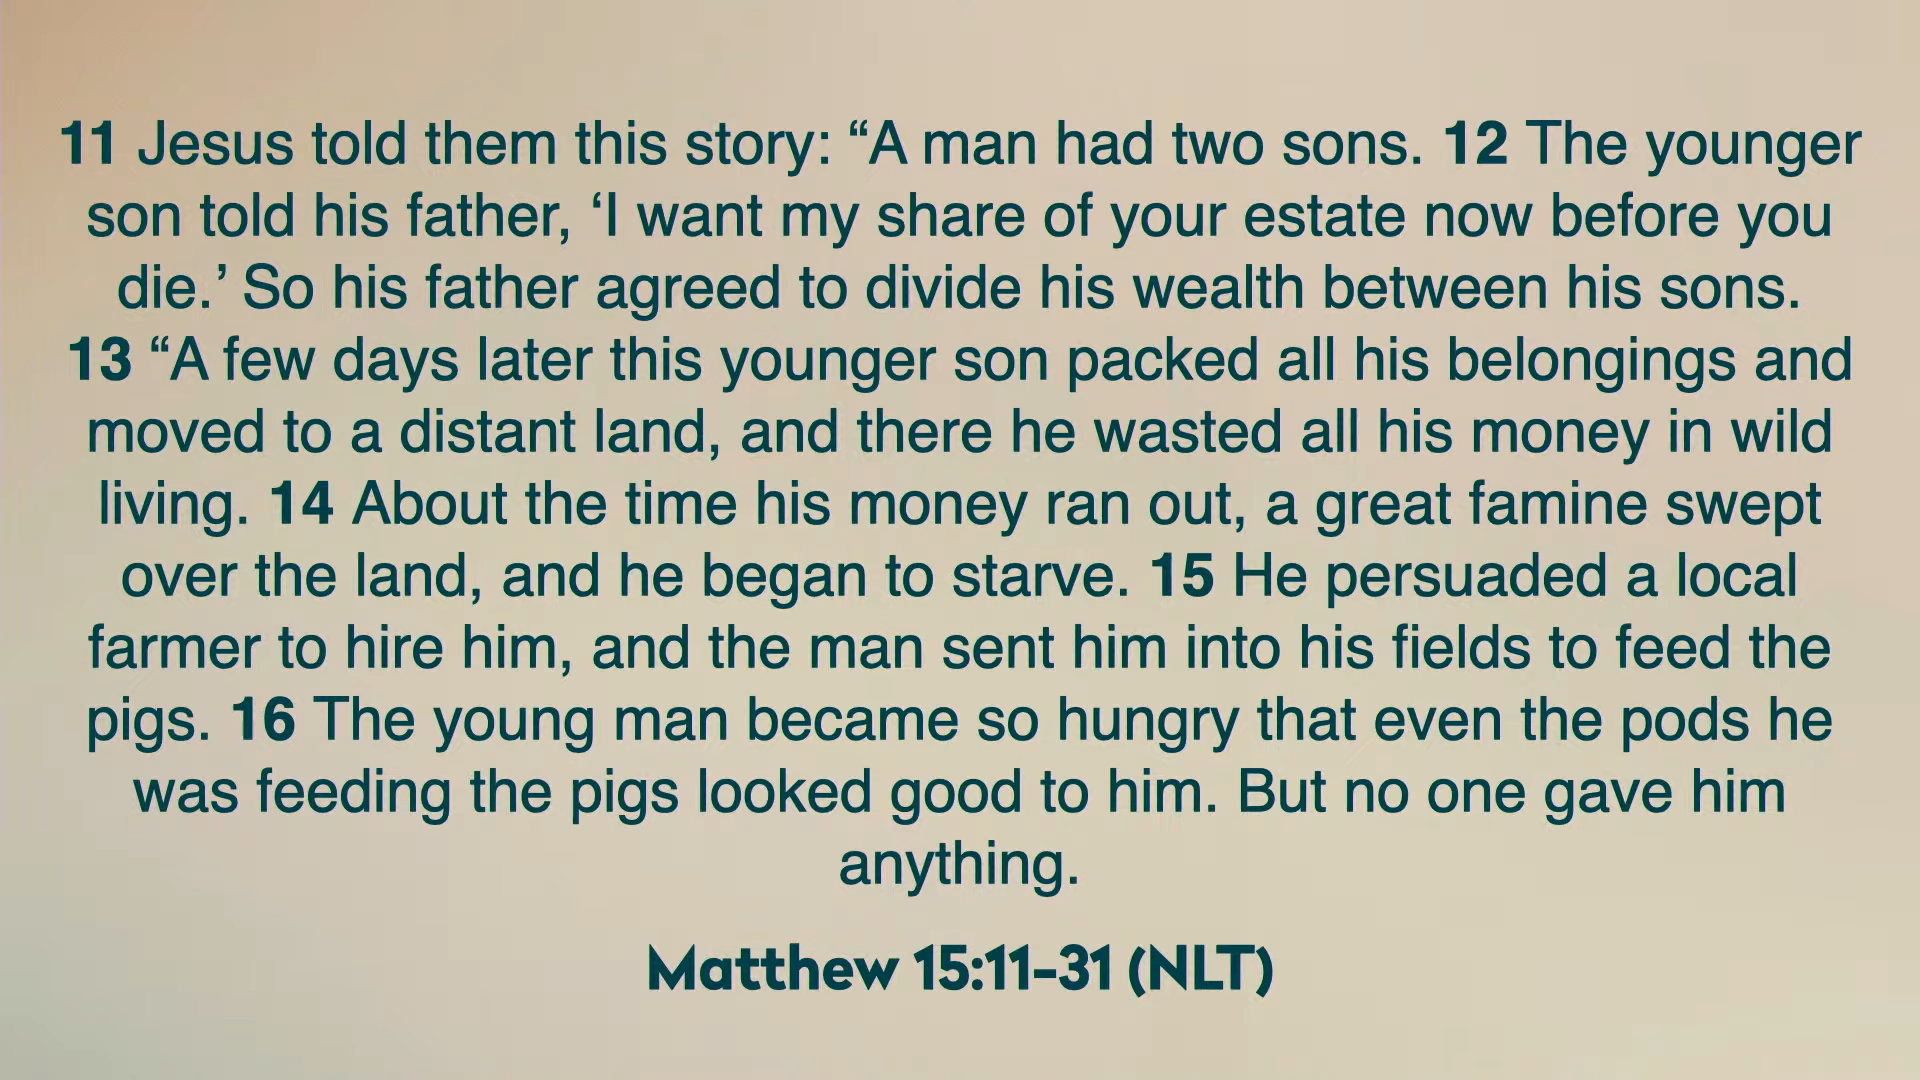 11 Jesus told them this story: “A man had two sons. 12 The younger
son told his father, ‘I want my share of your estate now before you
die.’ So his father agreed to divide his wealth between his sons.
13 “A few days later this younger son packed all his belongings and
moved to a distant land, and there he wasted all his money in wild
living. 14 About the time his money ran out, a great famine swept
over the land, and he began to starve. 15 He persuaded a local
farmer to hire him, and the man sent him into his fields to feed the
pigs. 16 The young man became so hungry that even the pods he
was feeding the pigs looked good to him. But no one gave him
anything.
Matthew 15:11-31 (NLT)